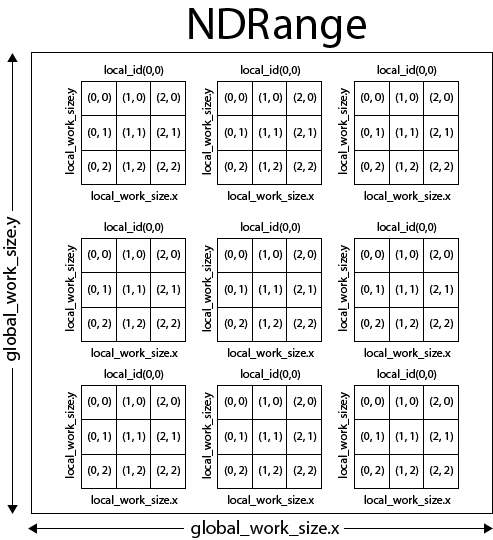 NDRange
local_id(0,0) local_id(0,0) local_id(0,0)
local_work_size.y (0, 0) (1, 0) (2, 0) local_work_size.y (0, 0) (1, 0) (2, 0) local_work_size.y (0, 0) (1, 0) (2, 0)
(0, 1) (1, 1) (2, 1) (0, 1) (1, 1) (2, 1) (0, 1) (1, 1) (2, 1)
(0, 2) (1, 2) (2, 2) (0, 2) (1, 2) (2, 2) (0, 2) (1, 2) (2, 2)
local_work_size.x local_work_size.x local_work_size.x
global_work_size.y
local_id(0,0) local_id(0,0) local_id(0,0)
local_work_size.y (0, 0) (1, 0) (2, 0) local_work_size.y (0, 0) (1, 0) (2, 0) local_work_size.y (0, 0) (1, 0) (2, 0)
(0, 1) (1, 1) (2, 1) (0, 1) (1, 1) (2, 1) (0, 1) (1, 1) (2, 1)
(0, 2) (1, 2) (2, 2) (0, 2) (1, 2) (2, 2) (0, 2) (1, 2) (2, 2)
local_work_size.x local_work_size.x local_work_size.x
local_id(0,0) local_id(0,0) local_id(0,0)
local_work_size.y (0, 0) (1, 0) (2, 0) local_work_size.y (0, 0) (1, 0) (2, 0) local_work_size.y (0, 0) (1, 0) (2, 0)
(0, 1) (1, 1) (2, 1) (0, 1) (1, 1) (2, 1) (0, 1) (1, 1) (2, 1)
(0, 2) (1, 2) (2, 2) (0, 2) (1, 2) (2, 2) (0, 2) (1, 2) (2, 2)
local_work_size.x local_work_size.x local_work_size.x
global_work_size.x